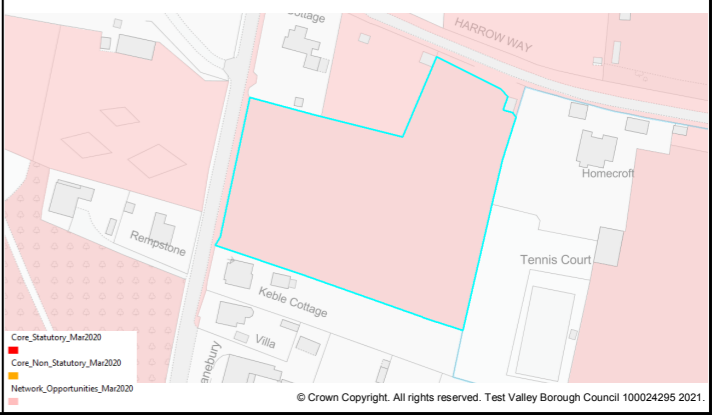 Cottage
HARROW WAY
Homecroft
Rempstone
Tennis Court
Keble Cottage
Villa
anebury
Core_Statutory_Mar2020
Core_Non_Statutory_Mar2020
Network_Opportunities_Mar2020
© Crown Copyright. All rights reserved. Test Valley Borough Council 100024295 2021.